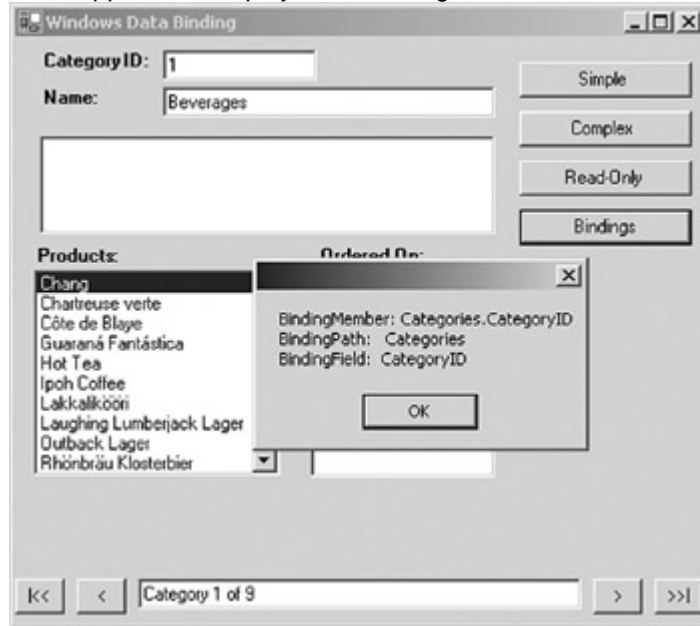 Windows Data Binding
CategoryID: 1
Name: Beverages
Simple
Complex
Read-Only
Bindings
Products:
Ordered On:
Chang
Chartreuse verte
Côte de Blaye
Guaraná Fantástica
Hot Tea
Ipoh Coffee
Lakkalikööri
Laughing Lumberjack Lager
Outback Lager
Rhönbräu Klosterbier
BindingMember: Categories.CategoryID
BindingPath: Categories
BindingField: CategoryID
OK
|<< < Category 1 of 9 > >>|